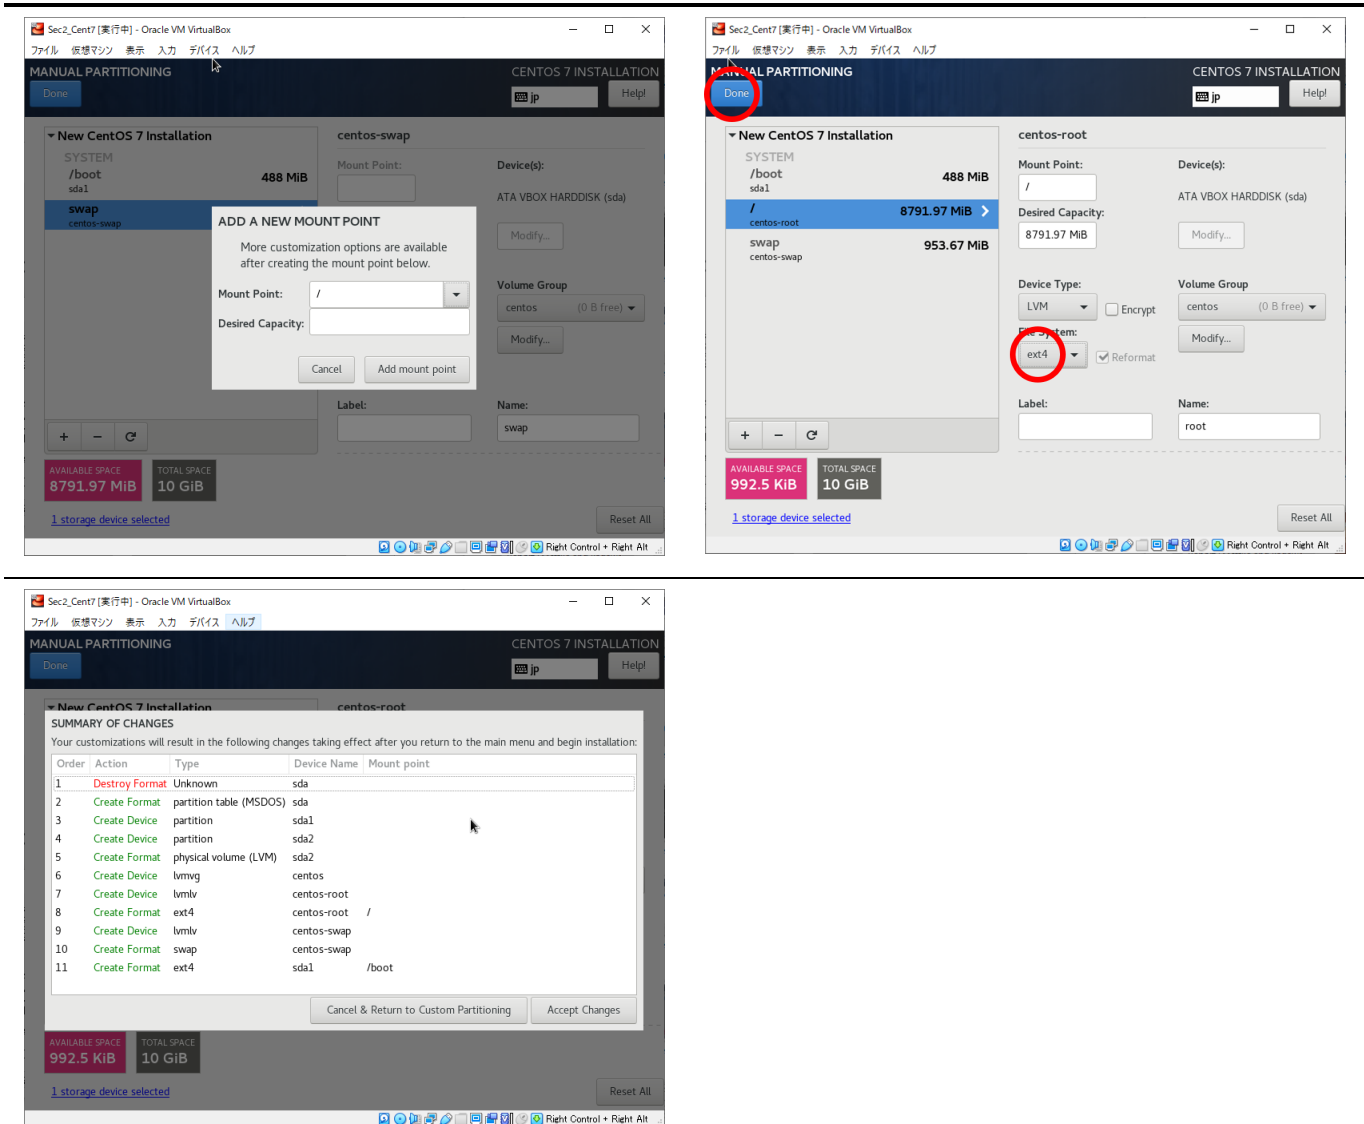 Sec2_Cent7 [実行中] - Oracle VM VirtualBox
ファイル 仮想マシン 表示 入力 デバイス ヘルプ
MANUAL PARTITIONING
CENTOS 7 INSTALLATION
Done
jp
Help!
New CentOS 7 Installation
centos-swap
SYSTEM
/boot
488 MiB
sda1
swap
centos-swap
Mount Point:
Device(s):
ATA VBOX HARDDISK (sda)
Modify...
ADD A NEW MOUNT POINT
More customization options are available
after creating the mount point below.
Mount Point: /
Desired Capacity:
Cancel Add mount point
Volume Group
centos (0 B free)
Modify...
Label:
Name:
swap
+ -
AVAILABLE SPACE
8791.97 MiB
TOTAL SPACE
10 GiB
1 storage device selected
Reset All
Right Control + Right Alt
Sec2_Cent7 [実行中] - Oracle VM VirtualBox
ファイル 仮想マシン 表示 入力 デバイス ヘルプ
MANUAL PARTITIONING
CENTOS 7 INSTALLATION
Done
jp
Help!
New CentOS 7 Installation
centos-root
SYSTEM
/boot
488 MiB
sda1
/
8791.97 MiB
centos-root
swap
953.67 MiB
centos-swap
Mount Point:
/
Device(s):
ATA VBOX HARDDISK (sda)
Desired Capacity:
8791.97 MiB
Modify...
Device Type:
LVM
Encrypt
Volume Group
centos (0 B free)
File System:
ext4
Reformat
Modify...
Label:
Name:
root
+ -
AVAILABLE SPACE
992.5 KiB
TOTAL SPACE
10 GiB
1 storage device selected
Reset All
Right Control + Right Alt
Sec2_Cent7 [実行中] - Oracle VM VirtualBox
ファイル 仮想マシン 表示 入力 デバイス ヘルプ
MANUAL PARTITIONING
CENTOS 7 INSTALLATION
Done
jp
Help!
New CentOS 7 Installation
centos-root
SUMMARY OF CHANGES
Your customizations will result in the following changes taking effect after you return to the main menu and begin installation:
Order Action Type Device Name Mount point
1 Destroy Format Unknown sda
2 Create Format partition table (MSDOS) sda
3 Create Device partition sda1
4 Create Device partition sda2
5 Create Format physical volume (LVM) sda2
6 Create Device lvmvg centos
7 Create Device lvmlv centos-root
8 Create Format ext4 centos-root /
9 Create Device lvmlv centos-swap
10 Create Format swap centos-swap
11 Create Format ext4 sda1 /boot
Cancel & Return to Custom Partitioning Accept Changes
AVAILABLE SPACE
992.5 KiB
TOTAL SPACE
10 GiB
1 storage device selected
Reset All
Right Control + Right Alt